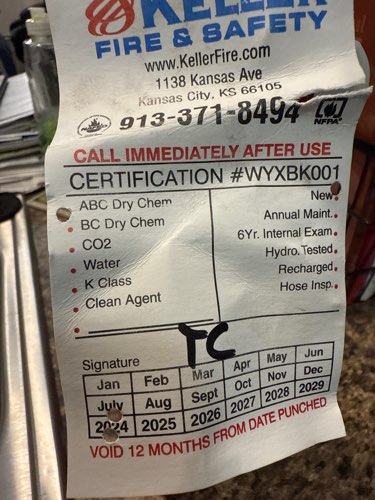 KELLER
FIRE & SAFETY
www.KellerFire.com
1138 Kansas Ave
Kansas City, KS 66105
913-371-8494
NFPA
CALL IMMEDIATELY AFTER USE
CERTIFICATION #WYXBK001
ABC Dry Chem
BC Dry Chem
CO2
Water
K Class
Clean Agent
New
Annual Maint.
6Yr. Internal Exam
Hydro. Tested
Recharged
Hose Insp.
TC
Signature
Jan Feb Mar Apr May Jun
July Aug Sept Oct Nov Dec
2024 2025 2026 2027 2028 2029
VOID 12 MONTHS FROM DATE PUNCHED